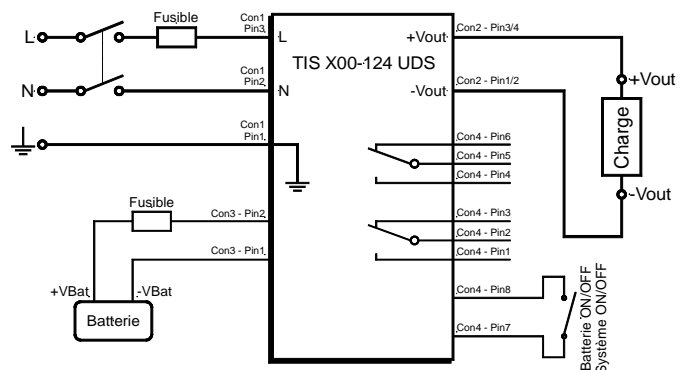 Fusible
Con1
Pin3
L
L
+Vout
Con2 - Pin3/4
TIS X00-124 UDS
+Vout
Con1
Pin2
N
N
-Vout
Con2 - Pin1/2
Charge
Con1
Pin1
Con4 - Pin6
Con4 - Pin5
Con4 - Pin4
-Vout
Fusible
Con3 - Pin2
Con4 - Pin3
Con4 - Pin2
Con3 - Pin1
Con4 - Pin1
+VBat
-VBat
Con4 - Pin8
Batterie
Con4 - Pin7
Batterie ON/OFF
Système ON/OFF